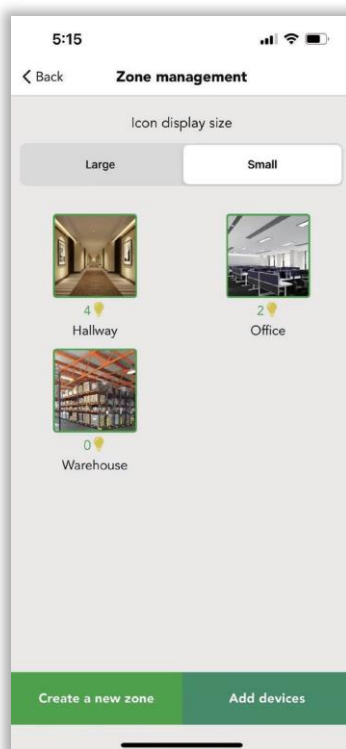 5:15
Back Zone management
Icon display size
Large Small
4 2
Hallway Office
0
Warehouse
Create a new zone Add devices